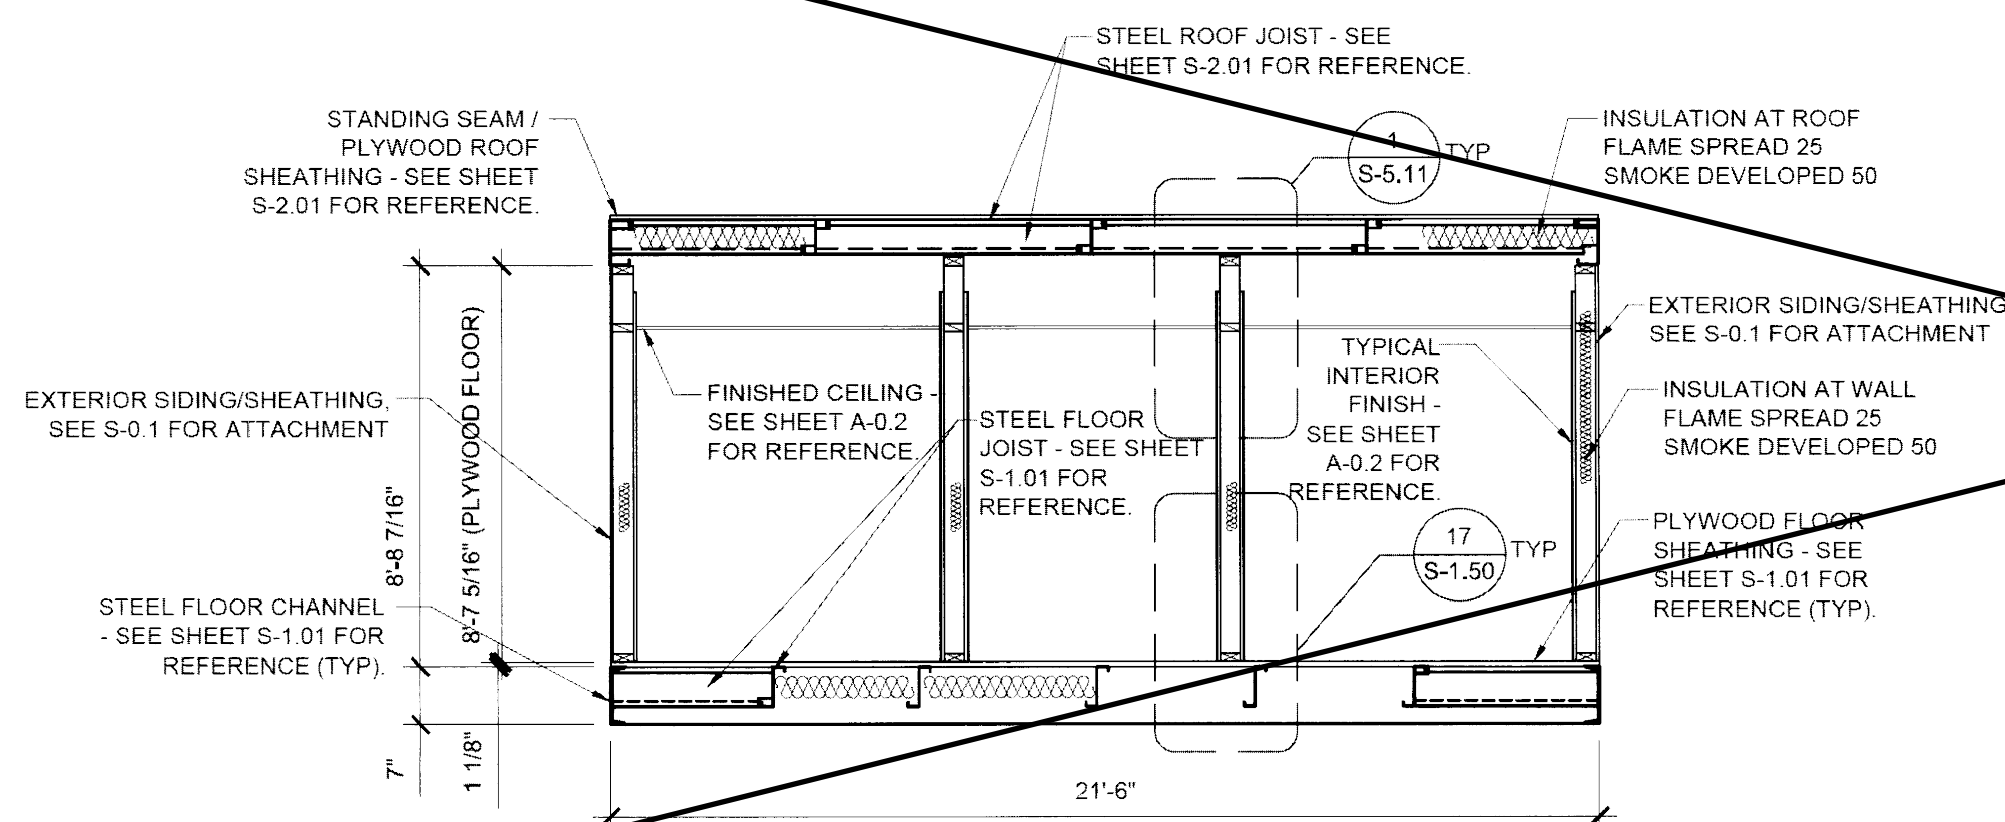 STEEL ROOF JOIST - SEE
SHEET S-2.01 FOR REFERENCE.
STANDING SEAM /
PLYWOOD ROOF
SHEATHING - SEE SHEET
S-2.01 FOR REFERENCE.
1
S-5.11
TYP
INSULATION AT ROOF
FLAME SPREAD 25
SMOKE DEVELOPED 50
EXTERIOR SIDING/SHEATHING
SEE S-0.1 FOR ATTACHMENT
TYPICAL
INTERIOR
FINISH -
SEE SHEET
A-0.2 FOR
REFERENCE.
INSULATION AT WALL
FLAME SPREAD 25
SMOKE DEVELOPED 50
EXTERIOR SIDING/SHEATHING,
SEE S-0.1 FOR ATTACHMENT
FINISHED CEILING -
SEE SHEET A-0.2
FOR REFERENCE.
STEEL FLOOR
JOIST - SEE SHEET
S-1.01 FOR
REFERENCE.
8'-8 7/16"
8'-7 5/16" (PLYWOOD FLOOR)
17
S-1.50
TYP
PLYWOOD FLOOR
SHEATHING - SEE
SHEET S-1.01 FOR
REFERENCE (TYP).
STEEL FLOOR CHANNEL
- SEE SHEET S-1.01 FOR
REFERENCE (TYP).
7"
1 1/8"
21'-6"